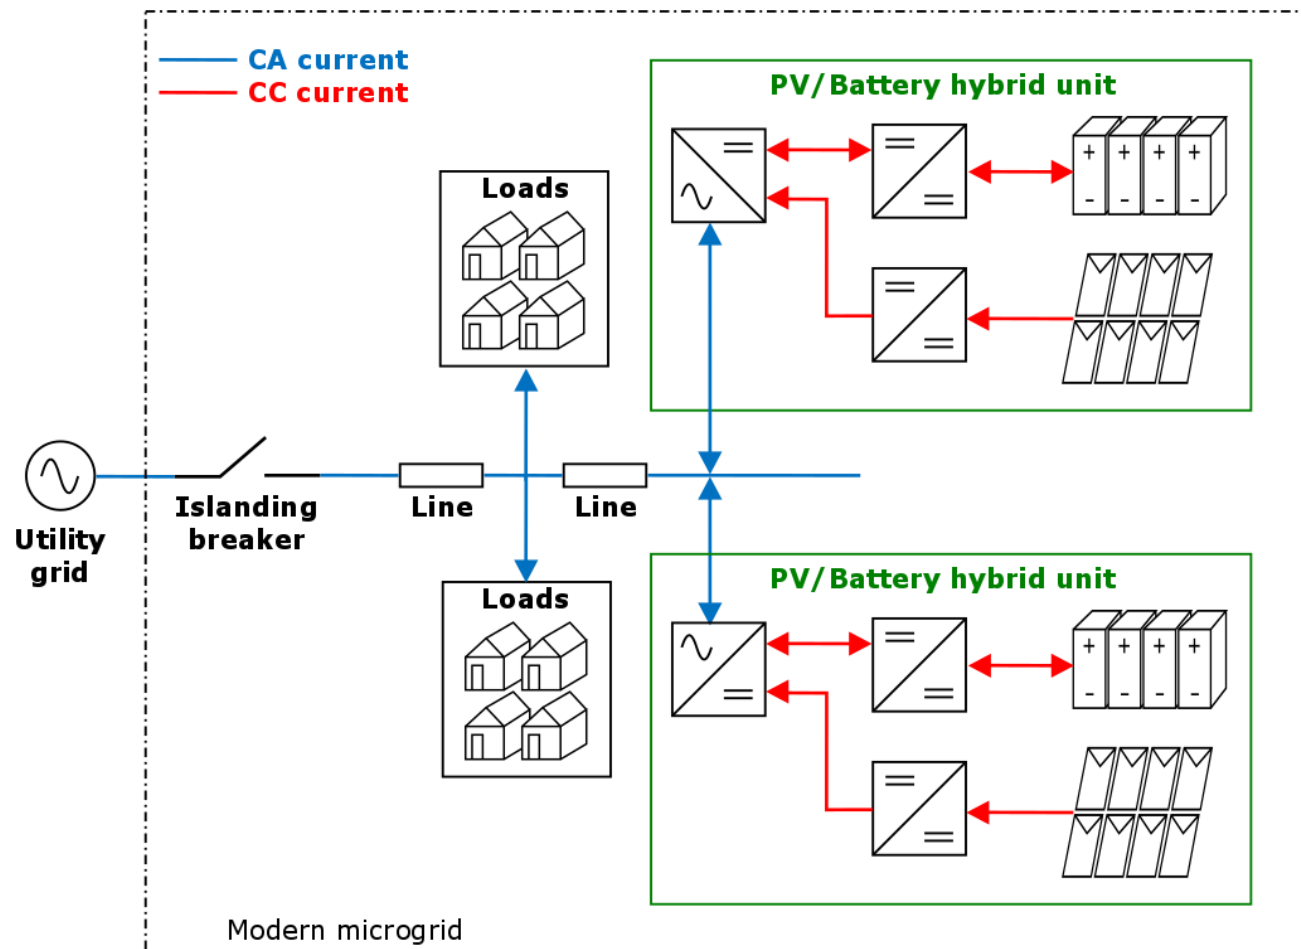 CA current
CC current
PV/Battery hybrid unit
Loads
+ + + +
- - - -
Utility
grid
Islanding
breaker
Line
Line
PV/Battery hybrid unit
Loads
+ + + +
- - - -
Modern microgrid